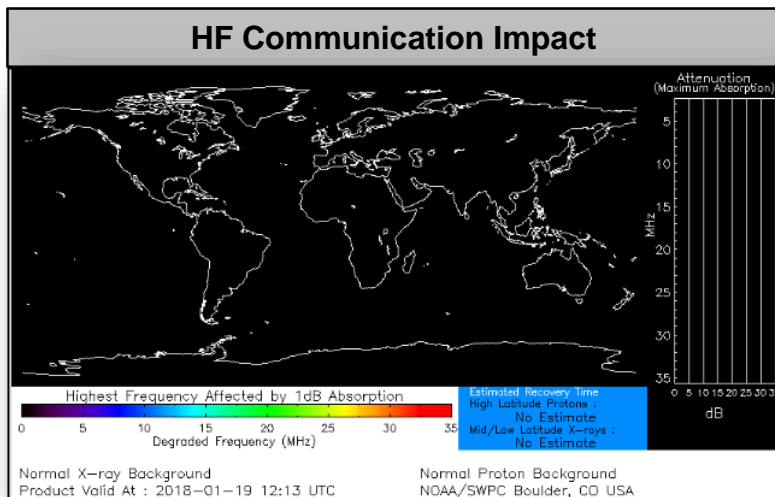 HF Communication Impact
Attenuation
(Maximum Absorption)
5
10
15
20
25
30
35
MHz
0 5 10 15 20 25 30
dB
Highest Frequency Affected by 1dB Absorption
0 5 10 15 20 25 30 35
Degraded Frequency (MHz)
Estimated Recovery Time
High Latitude Protons :
No Estimate
Mid/Low Latitude X-rays :
No Estimate
Normal X-ray Background
Normal Proton Background
Product Valid At : 2018-01-19 12:13 UTC
NOAA/SWPC Boulder, CO USA